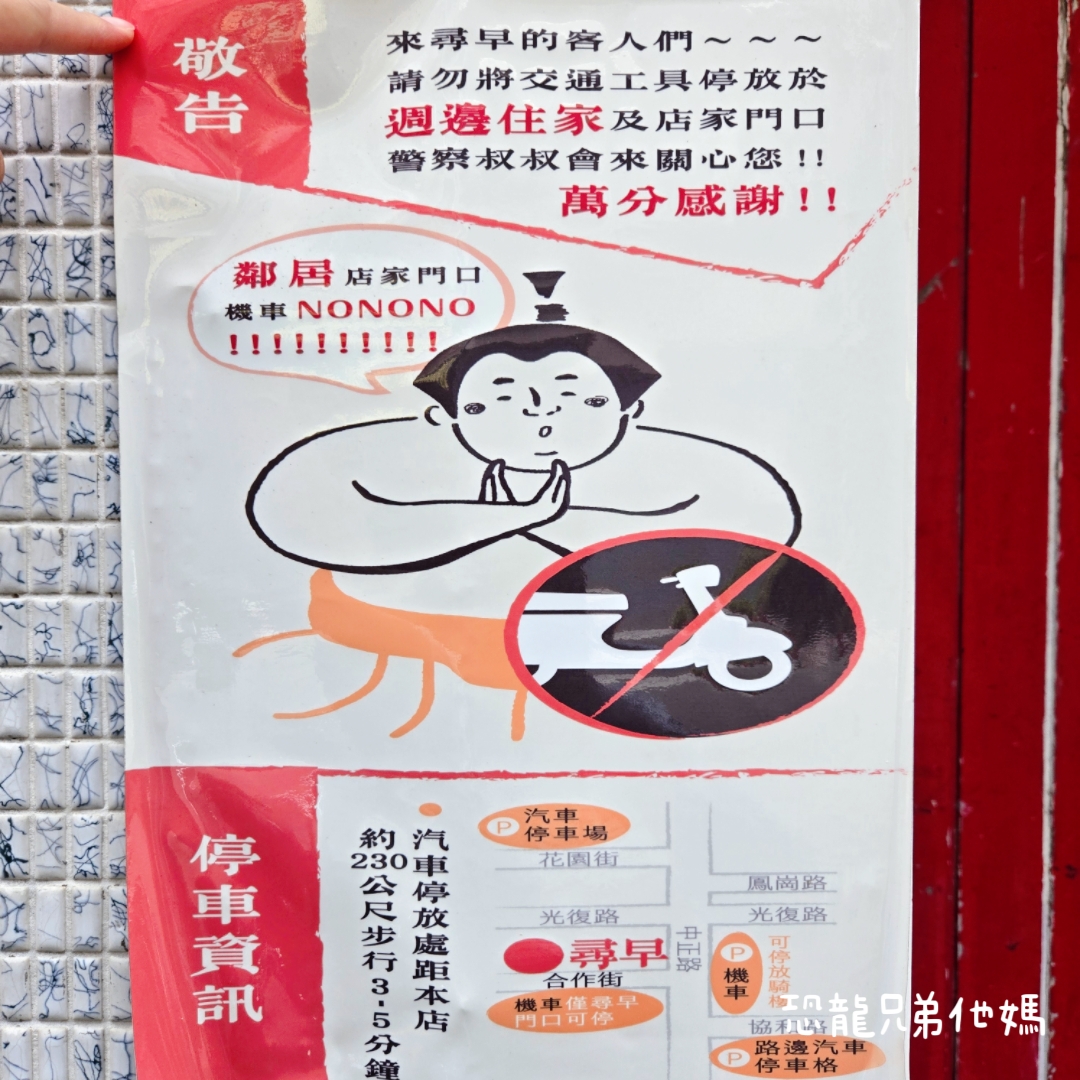 敬告
來尋早的客人們~~~
請勿將交通工具停放於
週邊住家及店家門口
警察叔叔會來關心您!!
萬分感謝!!
鄰居店家門口
機車NONONO
!!!!!!!!!!
停車資訊
汽車停放處距本店
約230公尺步行3-5分鐘
P 汽車
停車場
花園街
鳳崗路
光復路
光復路
中正路
尋早
合作街
機車僅尋早
門口可停
P
機車
可停放騎樓
協和路
P 路邊汽車
停車格
恐龍兄弟他媽